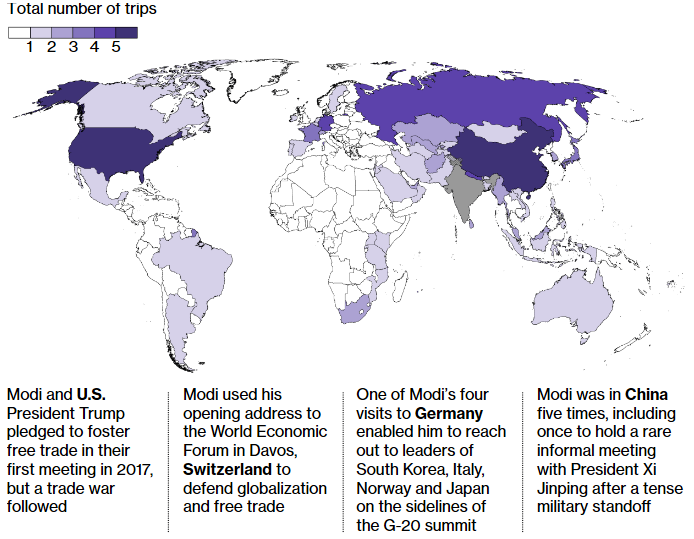 Total number of trips
1 2 3 4 5
Modi and U.S.
President Trump
pledged to foster
free trade in their
first meeting in 2017,
but a trade war
followed
Modi used his
opening address to
the World Economic
Forum in Davos,
Switzerland to
defend globalization
and free trade
One of Modi’s four
visits to Germany
enabled him to reach
out to leaders of
South Korea, Italy,
Norway and Japan
on the sidelines of
the G-20 summit
Modi was in China
five times, including
once to hold a rare
informal meeting
with President Xi
Jinping after a tense
military standoff